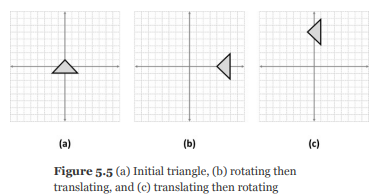 (a) (b) (c)
Figure 5.5 (a) Initial triangle, (b) rotating then
translating, and (c) translating then rotating